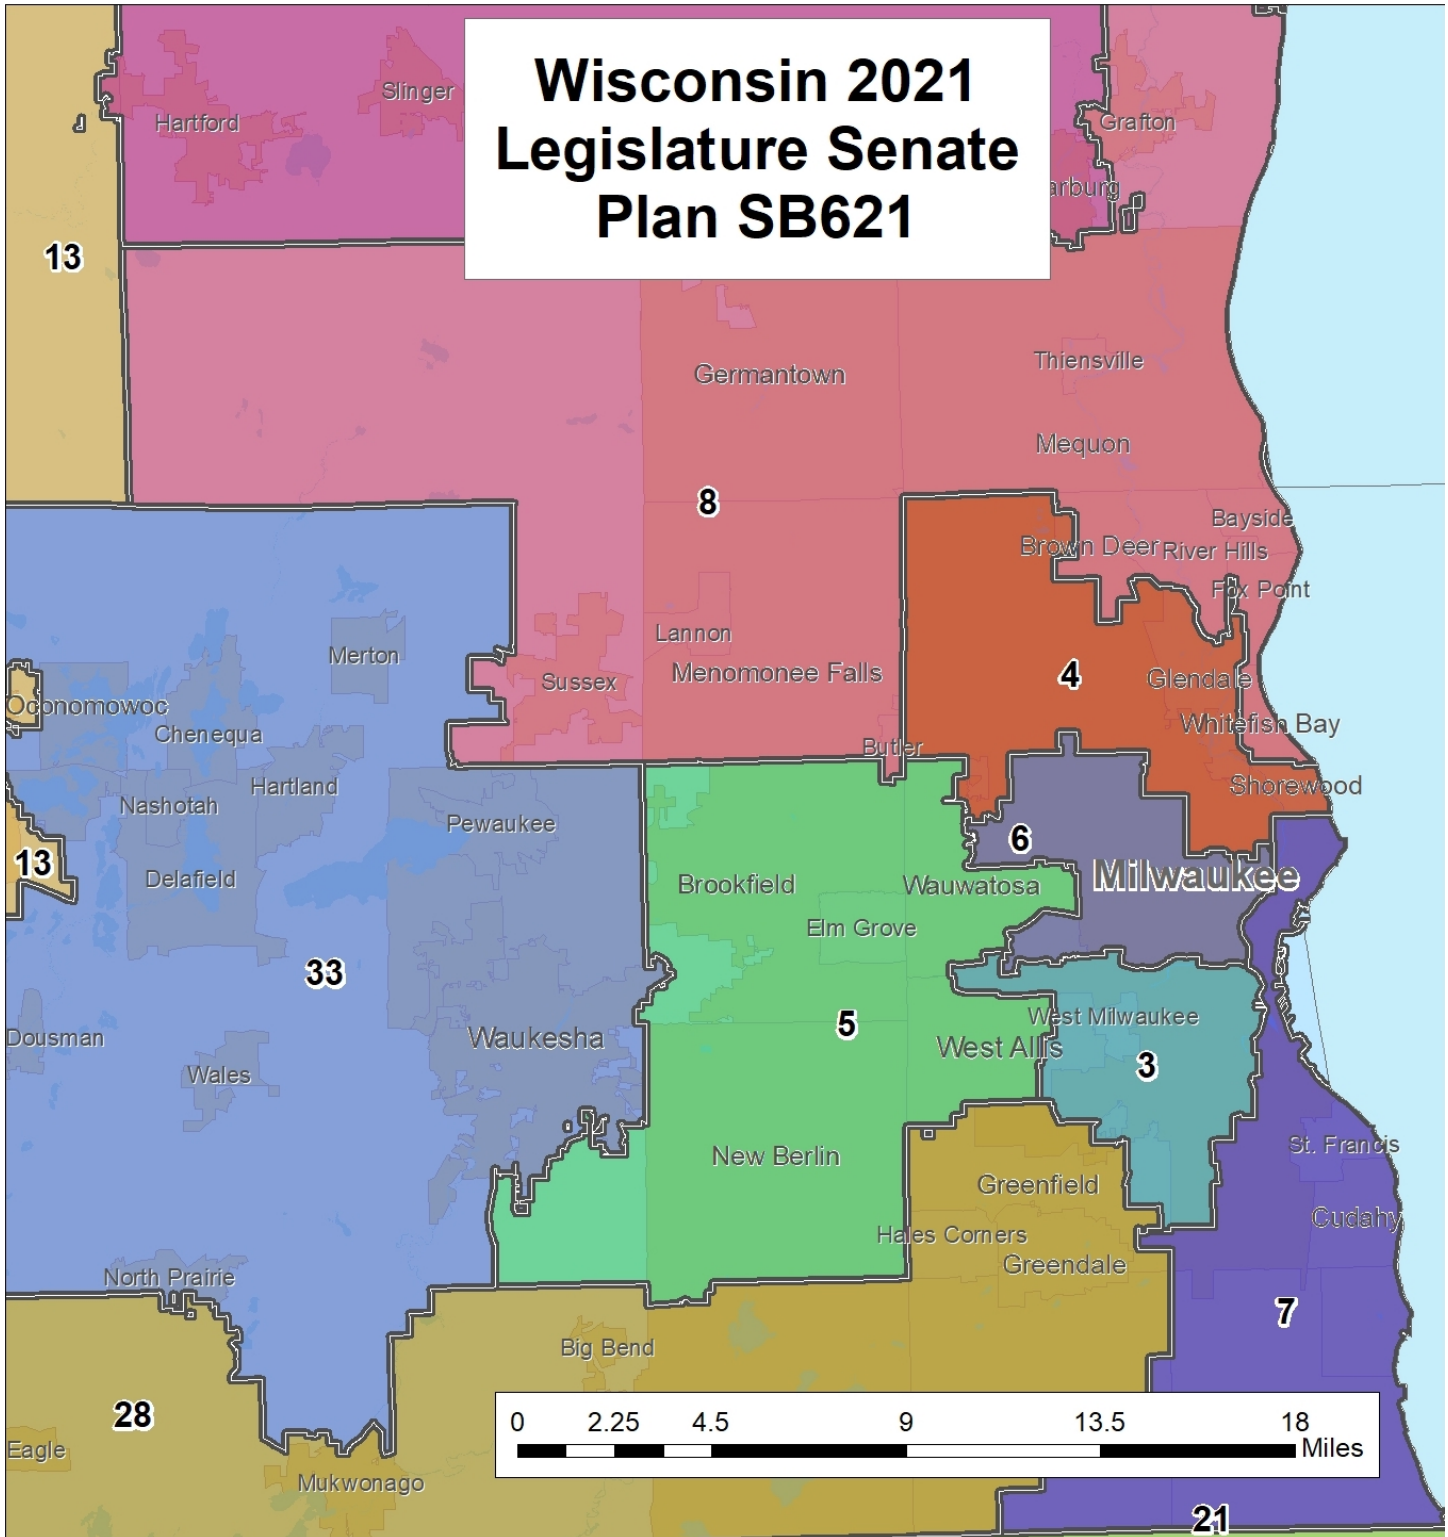 Wisconsin 2021
Legislature Senate
Plan SB621
Slinger
Hartford
Grafton
arburg
13
Thiensville
Germantown
Mequon
8
Bayside
Brown Deer
River Hills
Fox Point
Lannon
Merton
Menomonee Falls
4
Glendale
Sussex
Oconomowoc
Whitefish Bay
Chenequa
Butler
Hartland
Shorewood
Nashotah
Pewaukee
6
13
Milwaukee
Delafield
Brookfield
Wauwatosa
Elm Grove
33
West Milwaukee
5
Dousman
Waukesha
West Allis
3
Wales
St. Francis
New Berlin
Greenfield
Cudahy
Hales Corners
Greendale
North Prairie
7
Big Bend
28
0 2.25 4.5 9 13.5 18
Miles
Eagle
Mukwonago
21